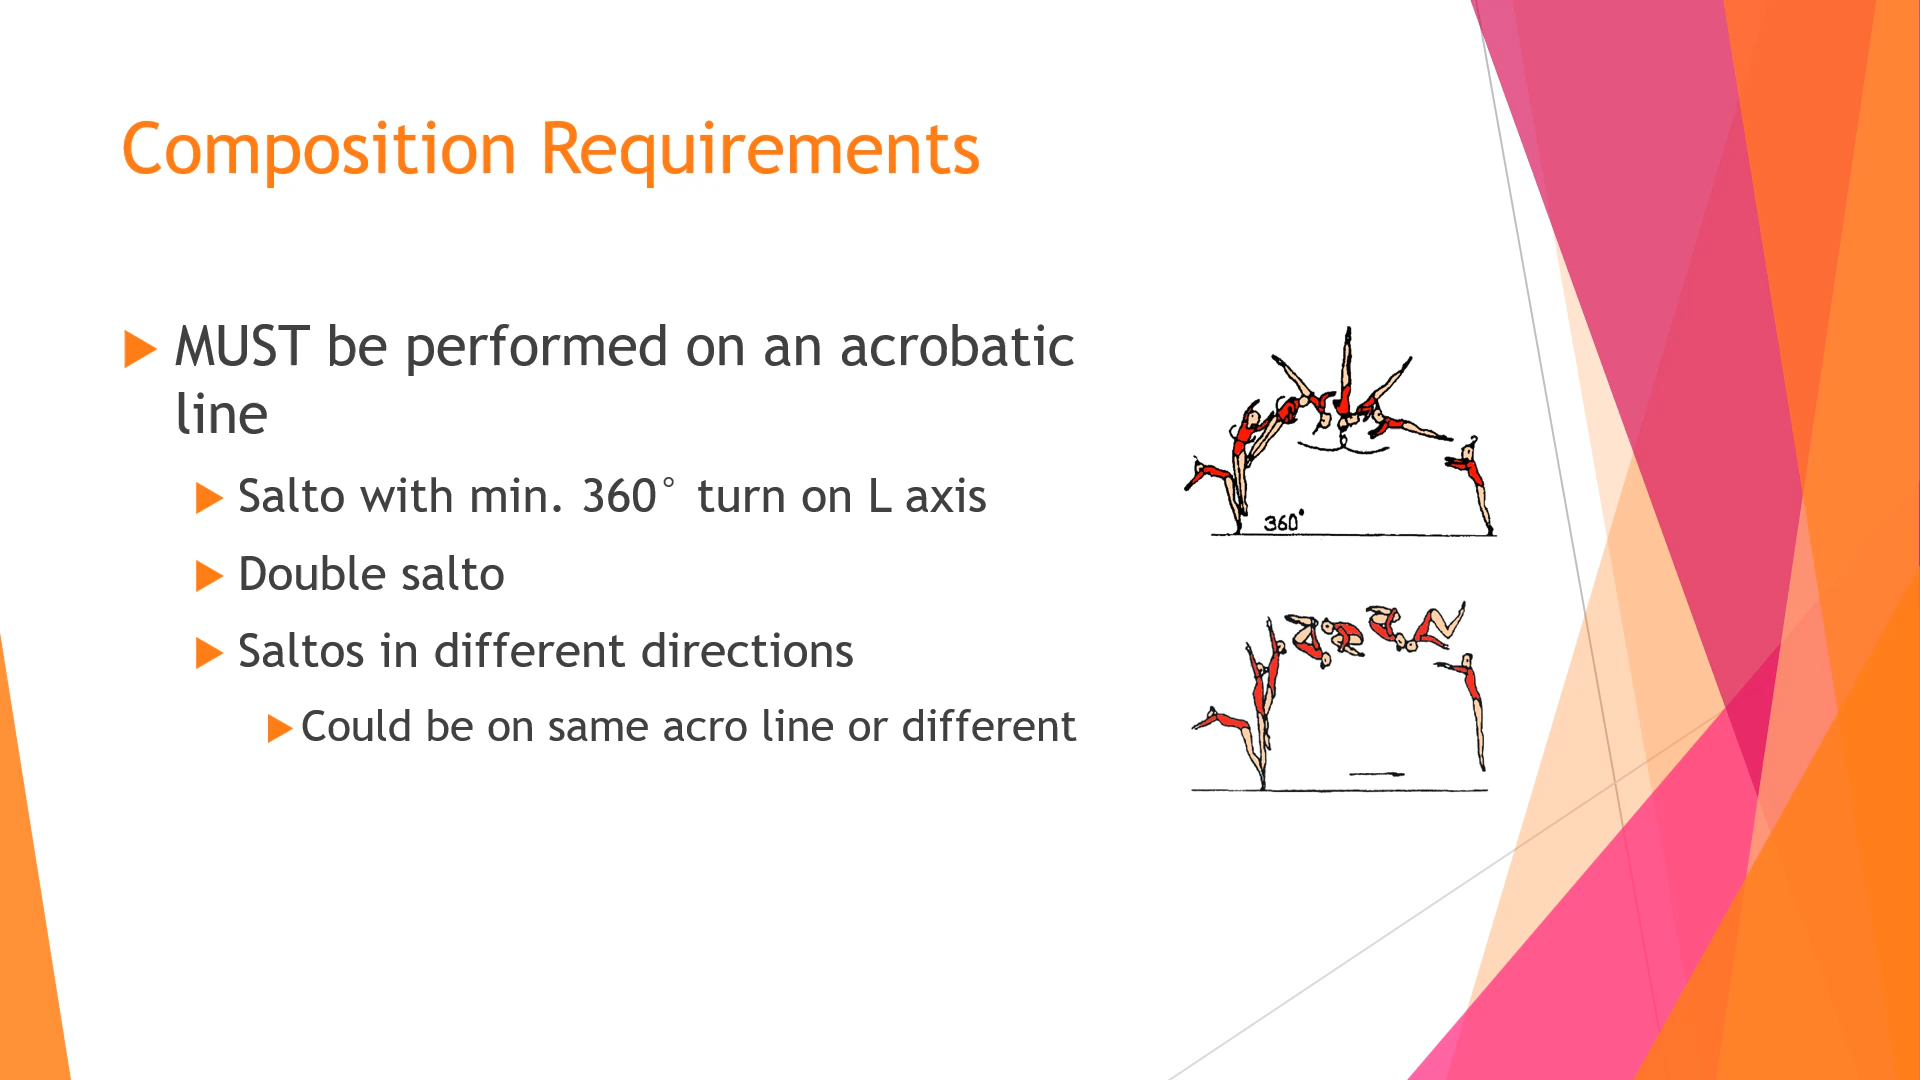 Composition Requirements
MUST be performed on an acrobatic
line
Salto with min. 360° turn on L axis
Double salto
Saltos in different directions
Could be on same acro line or different
360°